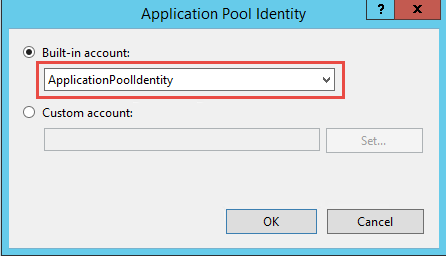 Application Pool Identity
?
X
Built-in account:
ApplicationPoolIdentity
Custom account:
Set...
OK
Cancel